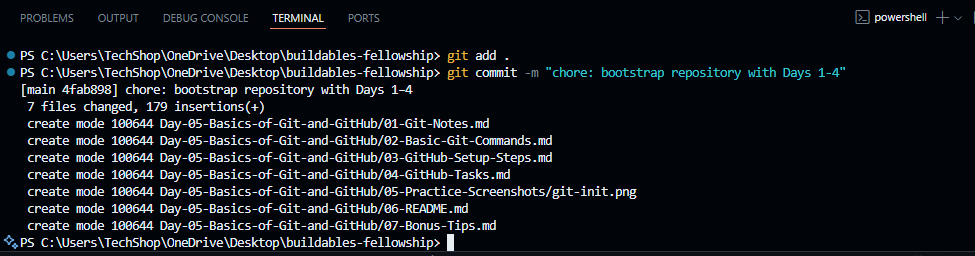 PROBLEMS OUTPUT DEBUG CONSOLE TERMINAL PORTS powershell
PS C:\Users\TechShop\OneDrive\Desktop\buildables-fellowship> git add .
PS C:\Users\TechShop\OneDrive\Desktop\buildables-fellowship> git commit -m "chore: bootstrap repository with Days 1–4"
[main 4fab898] chore: bootstrap repository with Days 1–4
7 files changed, 179 insertions(+)
create mode 100644 Day-05-Basics-of-Git-and-GitHub/01-Git-Notes.md
create mode 100644 Day-05-Basics-of-Git-and-GitHub/02-Basic-Git-Commands.md
create mode 100644 Day-05-Basics-of-Git-and-GitHub/03-GitHub-Setup-Steps.md
create mode 100644 Day-05-Basics-of-Git-and-GitHub/04-GitHub-Tasks.md
create mode 100644 Day-05-Basics-of-Git-and-GitHub/05-Practice-Screenshots/git-init.png
create mode 100644 Day-05-Basics-of-Git-and-GitHub/06-README.md
create mode 100644 Day-05-Basics-of-Git-and-GitHub/07-Bonus-Tips.md
PS C:\Users\TechShop\OneDrive\Desktop\buildables-fellowship>